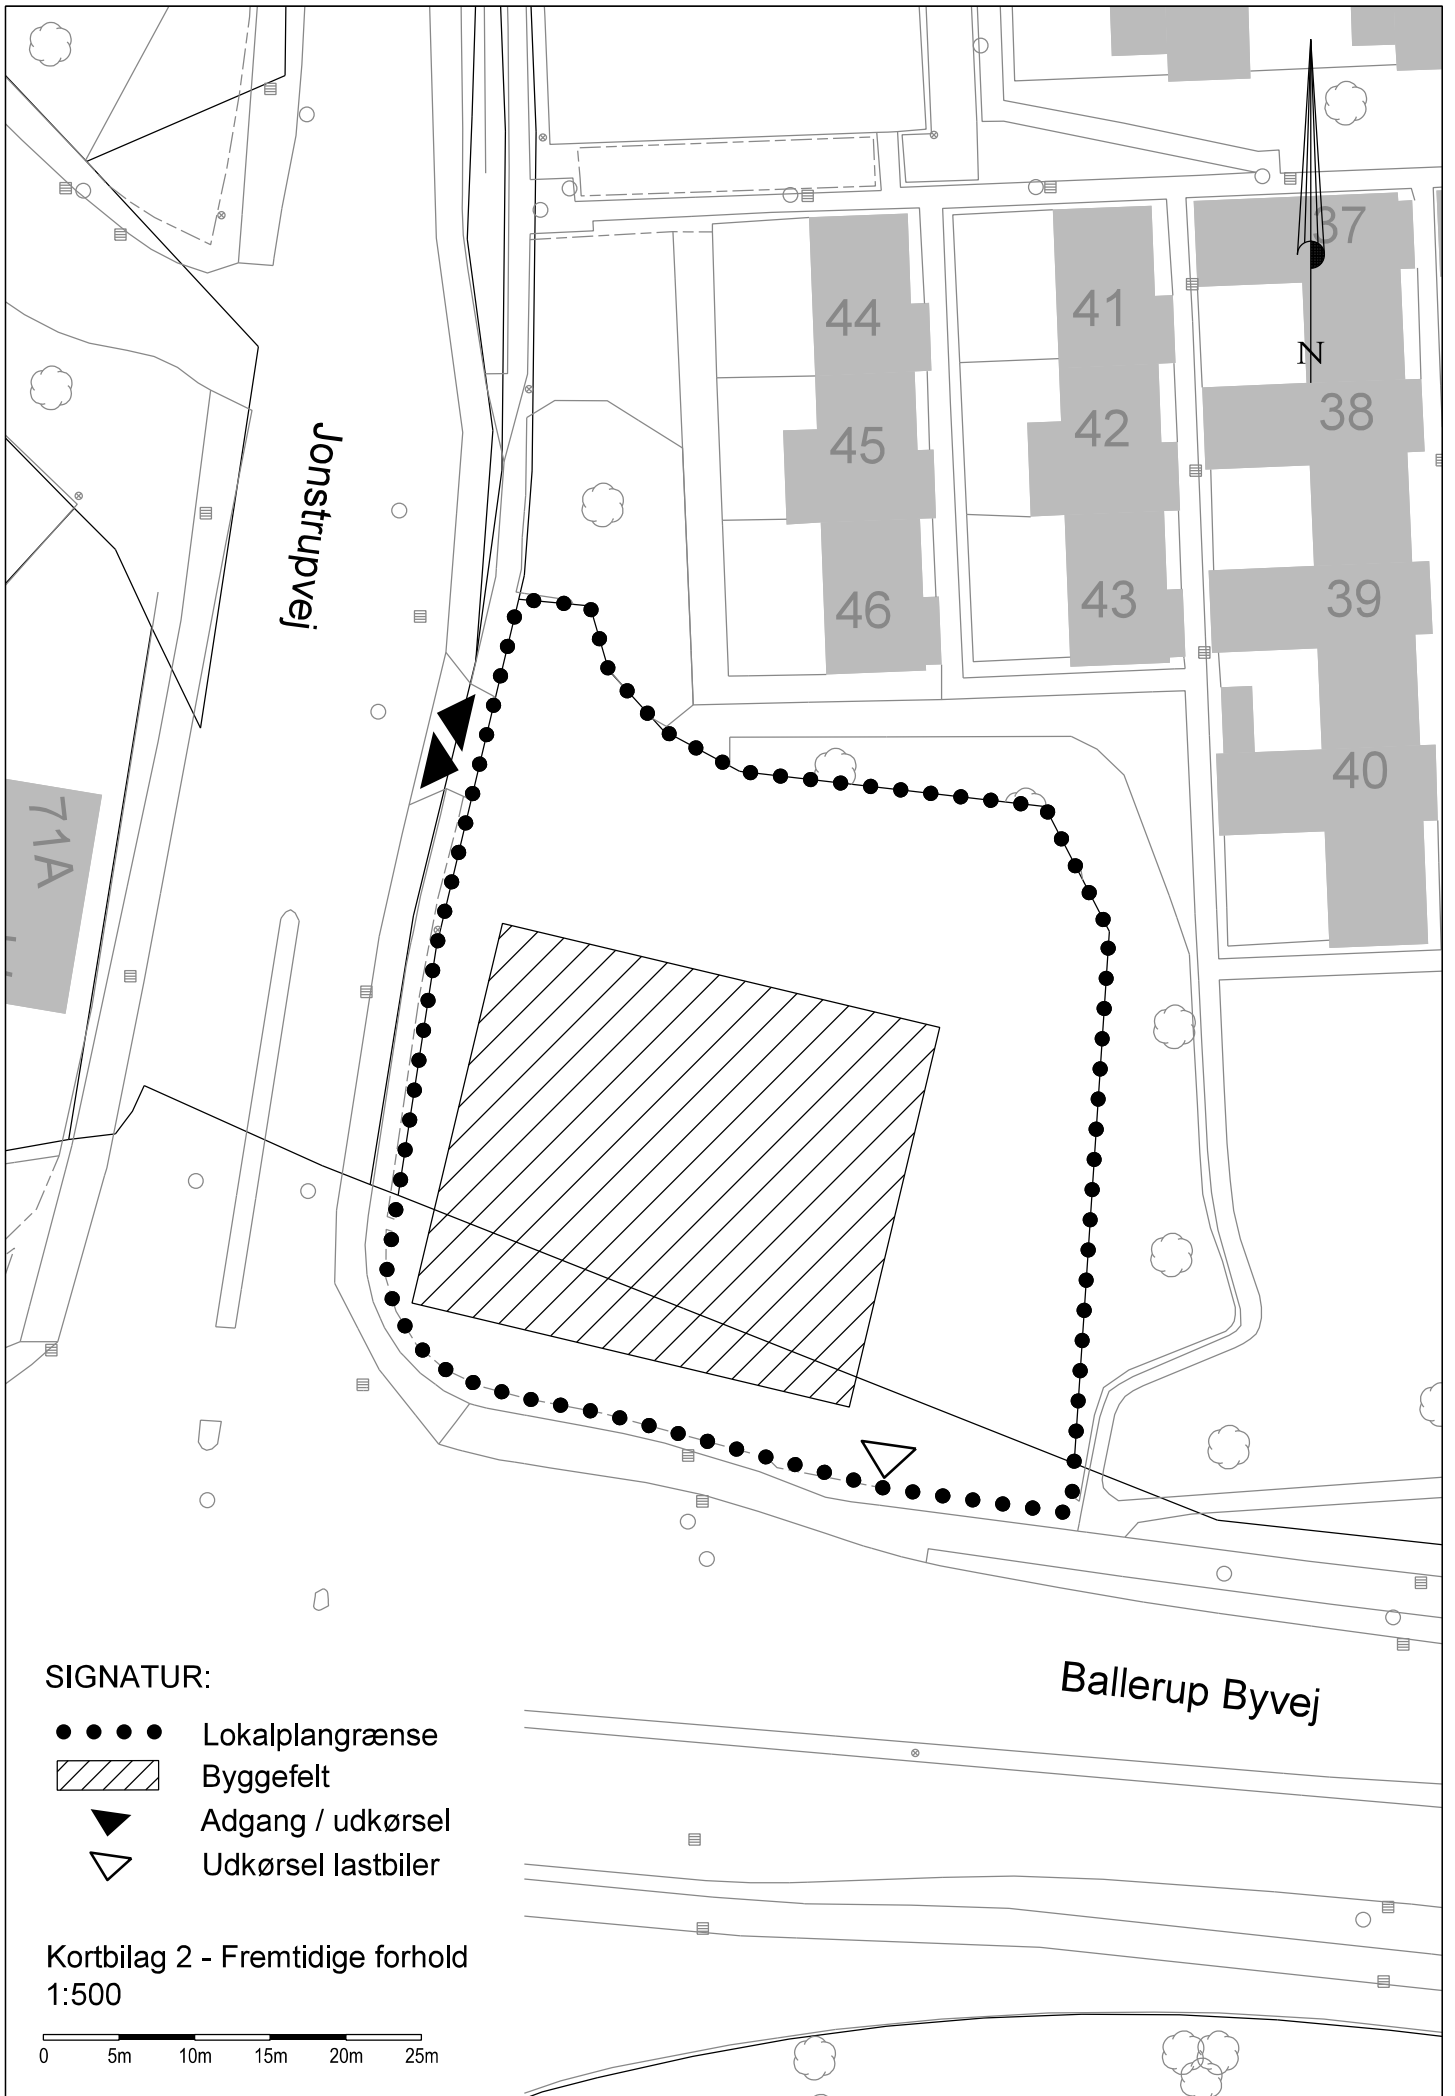 37
44
41
N
38
45
42
Jonstrupvej
46
43
39
40
71A
Ballerup Byvej
SIGNATUR:
Lokalplangrænse
Byggefelt
Adgang / udkørsel
Udkørsel lastbiler
Kortbilag 2 - Fremtidige forhold
1:500
0 5m 10m 15m 20m 25m